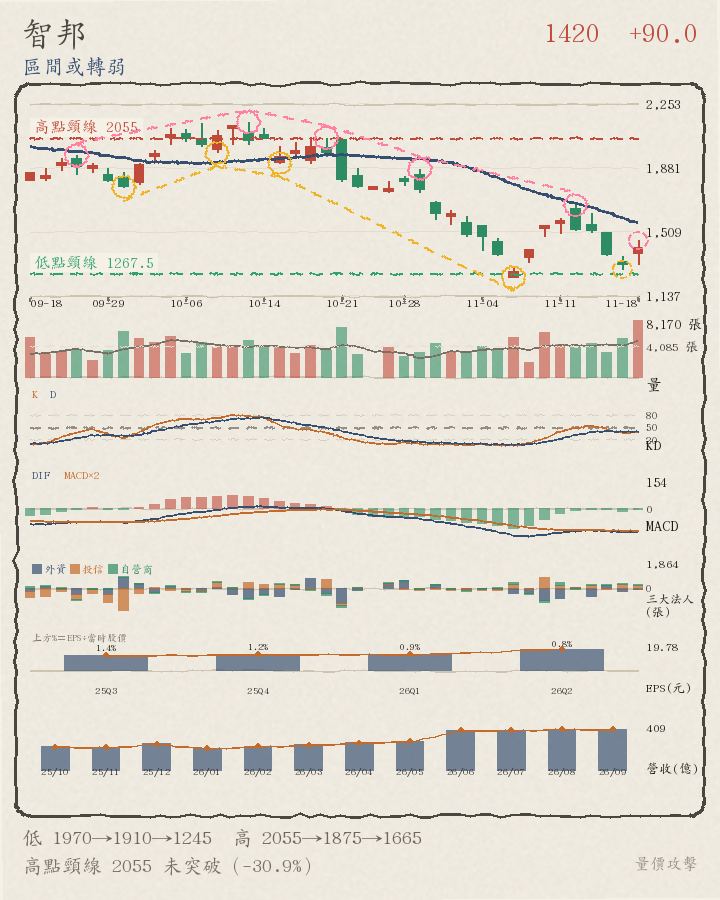 智邦
1420 +90.0
區間或轉弱
2,253
高點頸線 2055
1,881
1,509
低點頸線 1267.5
1,137
09-18 09-29 10-06 10-14 10-21 10-28 11-04 11-11 11-18
8,170 張
4,085 張
量
K D
80
50
20
KD
DIF MACD×2
154
0
MACD
外資 投信 自營商
1,864
0
三大法人
(張)
上方%=EPS÷當時股價
1.4% 1.2% 0.9% 0.8%
19.78
25Q3 25Q4 26Q1 26Q2
EPS(元)
409
25/10 25/11 25/12 26/01 26/02 26/03 26/04 26/05 26/06 26/07 26/08 26/09
營收(億)
低 1970→1910→1245 高 2055→1875→1665
高點頸線 2055 未突破 (-30.9%)
量價攻擊